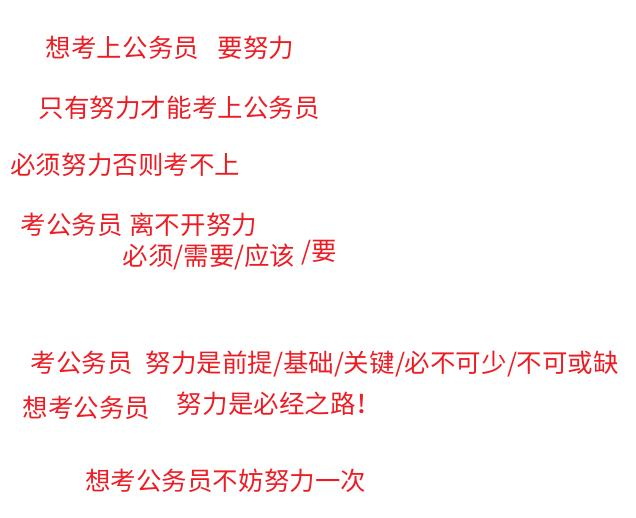 想考上公务员 要努力
只有努力才能考上公务员
必须努力否则考不上
考公务员 离不开努力
必须/需要/应该 /要
考公务员 努力是前提/基础/关键/必不可少/不可或缺
想考公务员 努力是必经之路！
想考公务员不妨努力一次